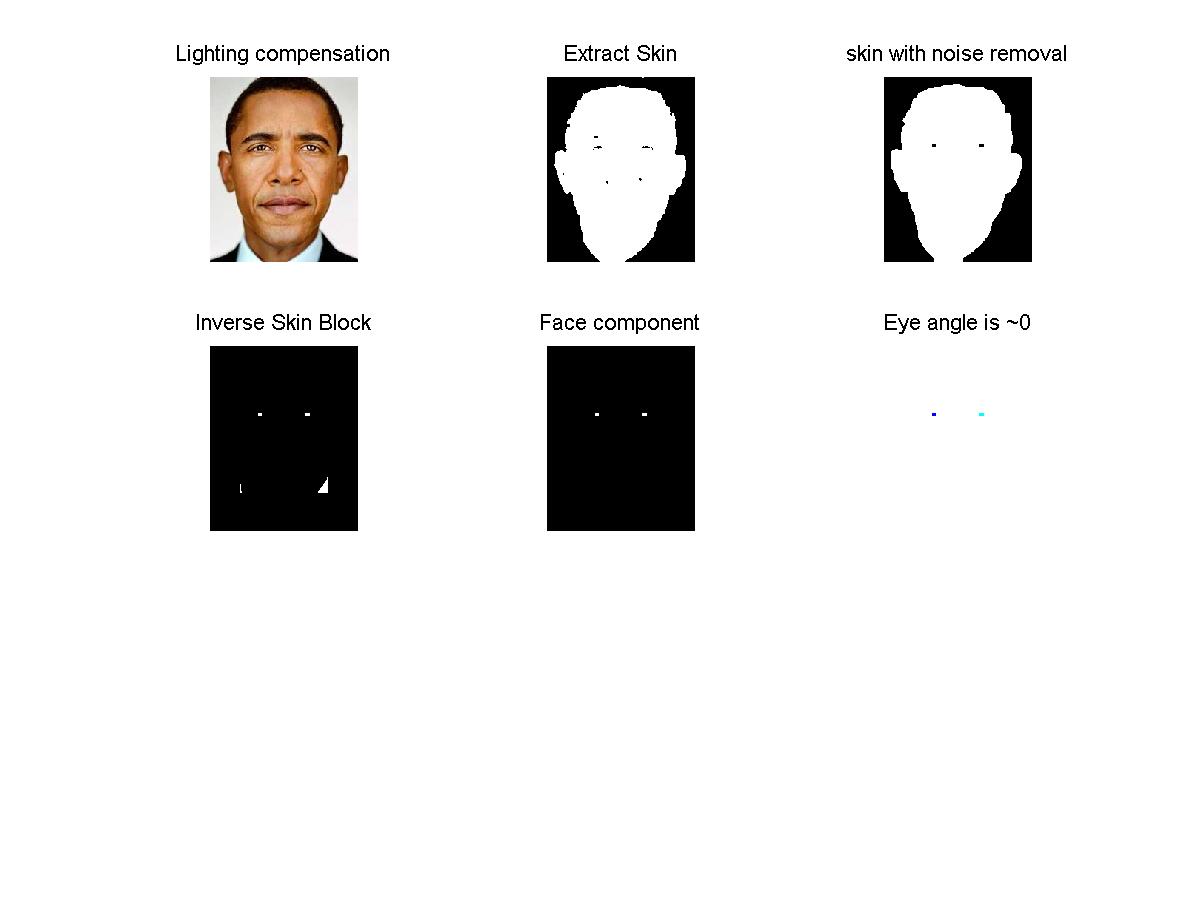 Lighting compensation
Extract Skin
skin with noise removal
Inverse Skin Block
Face component
Eye angle is ~0